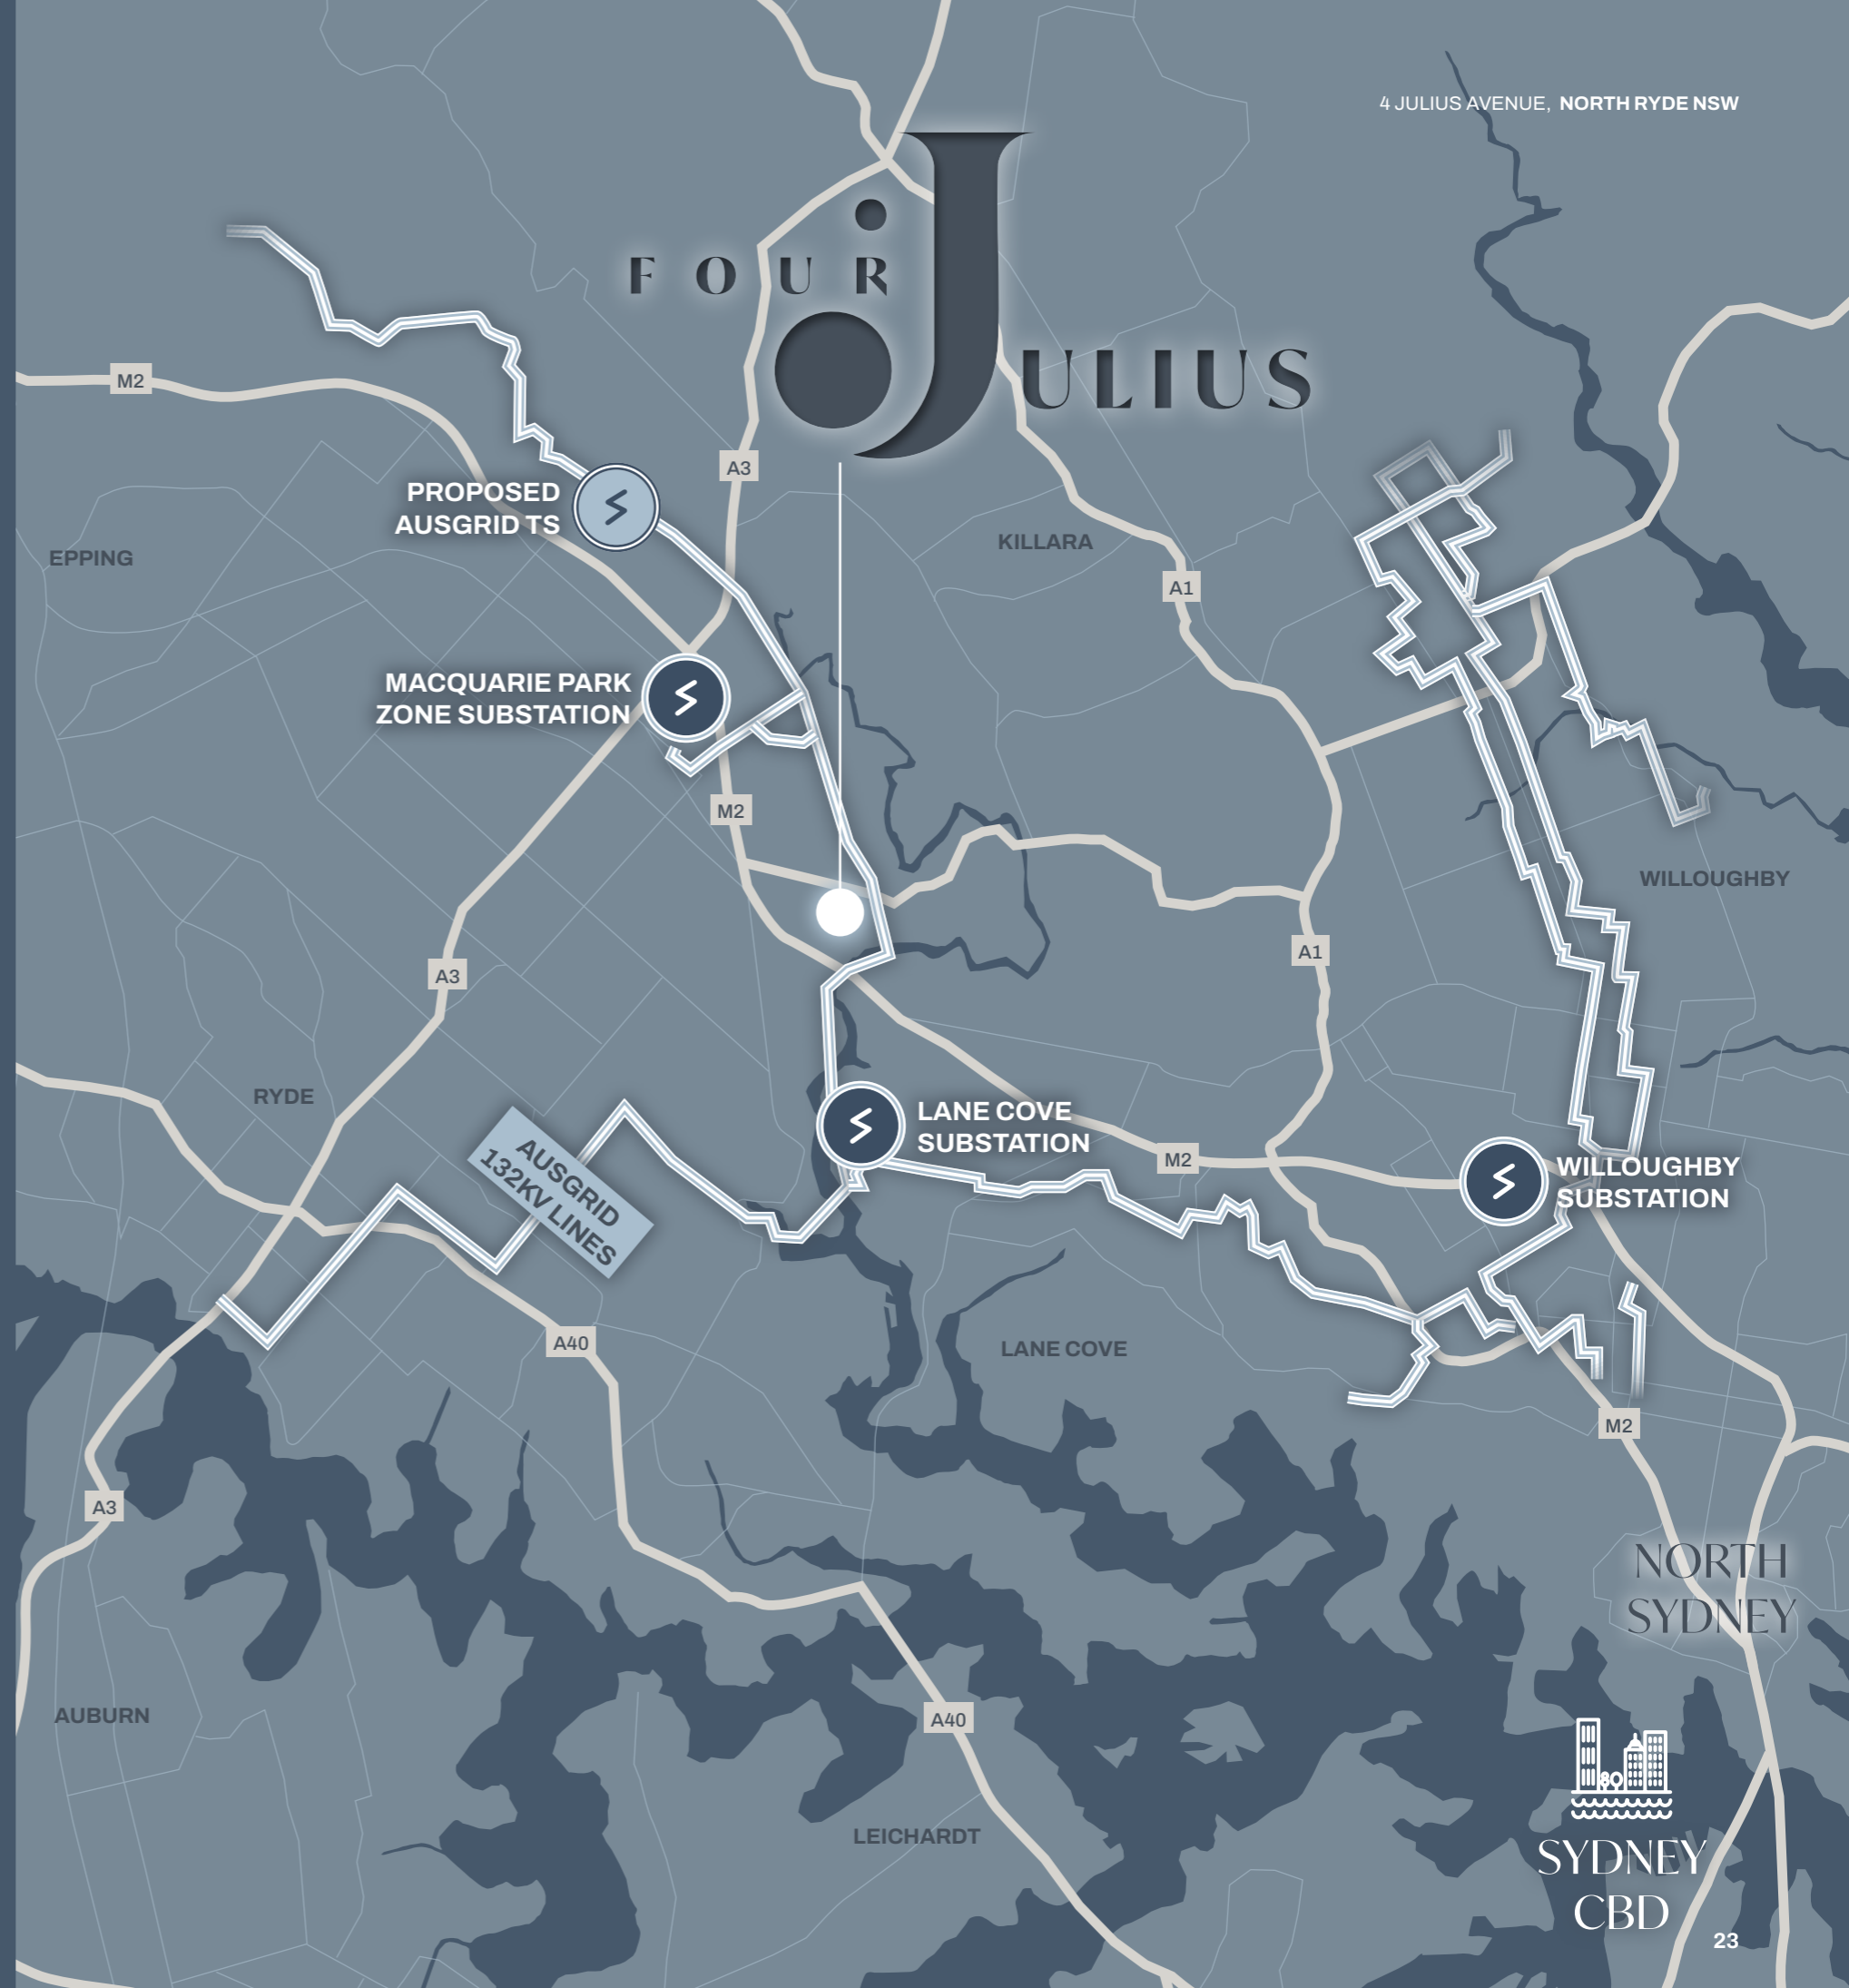 4 JULIUS AVENUE, NORTH RYDE NSW
FOUR
JULIUS
M2
A3
PROPOSED
AUSGRID TS
EPPING
KILLARA
A1
MACQUARIE PARK
ZONE SUBSTATION
M2
WILLOUGHBY
A1
A3
RYDE
LANE COVE
SUBSTATION
AUSGRID
132KV LINES
M2
WILLOUGHBY
SUBSTATION
A40
LANE COVE
M2
A3
NORTH
SYDNEY
AUBURN
A40
LEICHARDT
SYDNEY
CBD
23